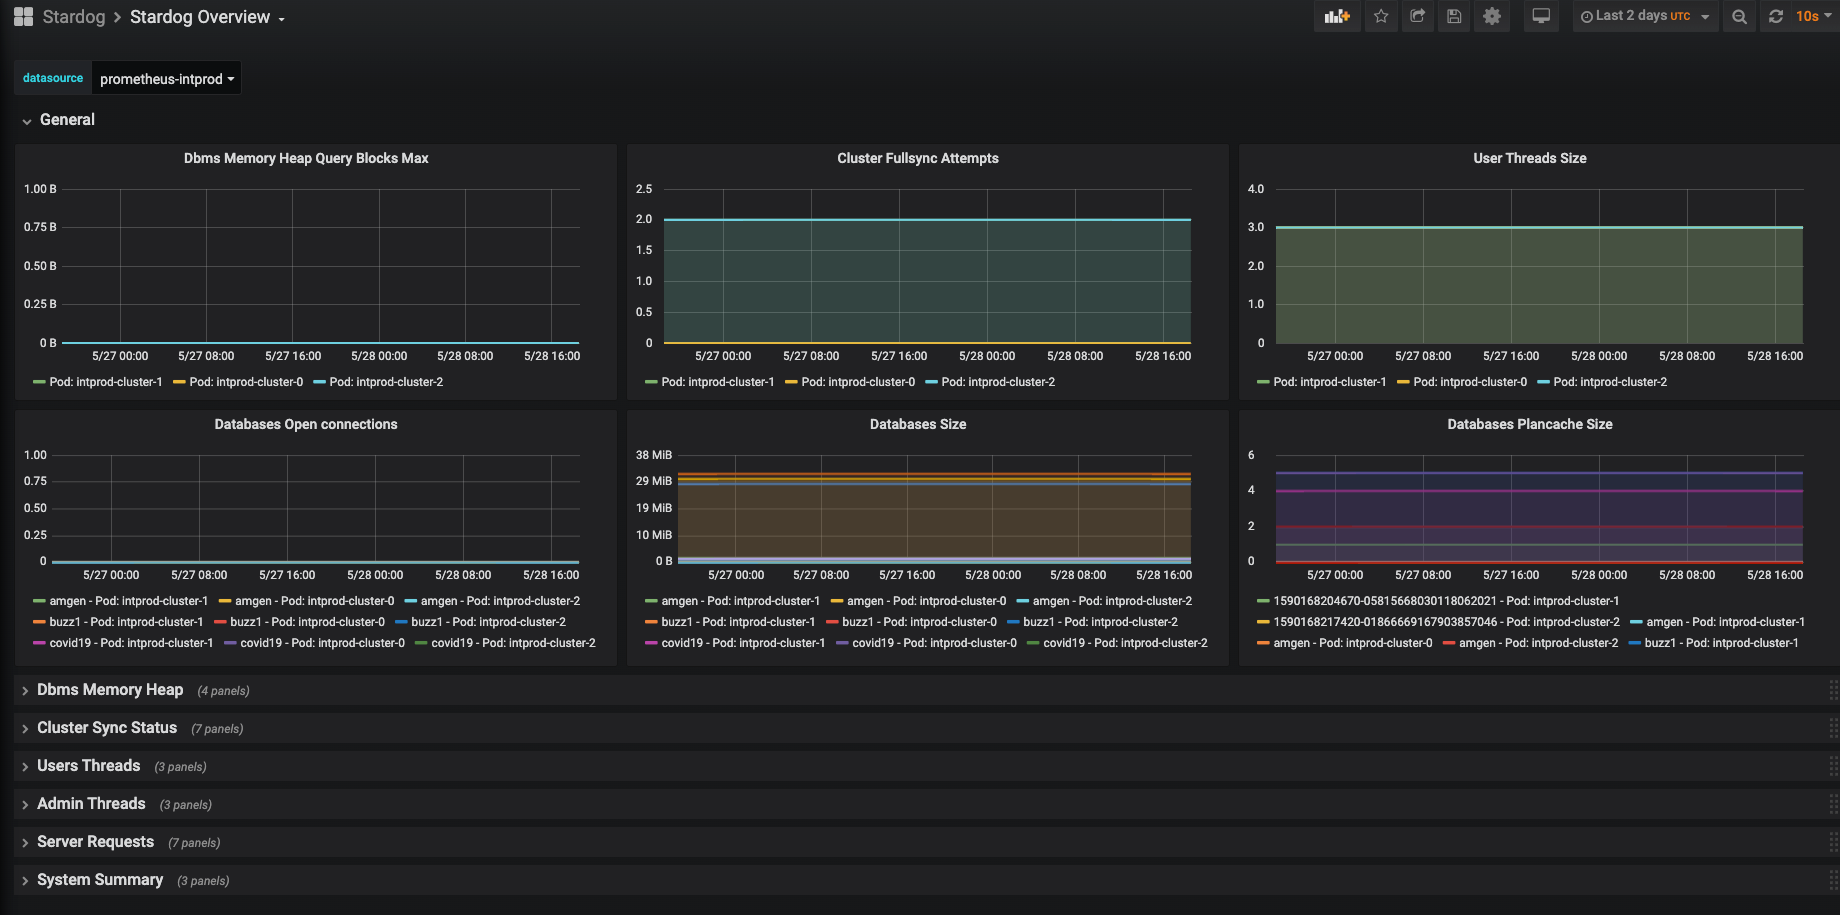 Stardog > Stardog Overview
Last 2 days UTC
10s
datasource prometheus-intprod
General
Dbms Memory Heap Query Blocks Max
1.00 B
0.75 B
0.50 B
0.25 B
0 B
5/27 00:00 5/27 08:00 5/27 16:00 5/28 00:00 5/28 08:00 5/28 16:00
Pod: intprod-cluster-1 Pod: intprod-cluster-0 Pod: intprod-cluster-2
Cluster Fullsync Attempts
2.5
2.0
1.5
1.0
0.5
0
5/27 00:00 5/27 08:00 5/27 16:00 5/28 00:00 5/28 08:00 5/28 16:00
Pod: intprod-cluster-1 Pod: intprod-cluster-0 Pod: intprod-cluster-2
User Threads Size
4.0
3.0
2.0
1.0
0
5/27 00:00 5/27 08:00 5/27 16:00 5/28 00:00 5/28 08:00 5/28 16:00
Pod: intprod-cluster-1 Pod: intprod-cluster-0 Pod: intprod-cluster-2
Databases Open connections
1.00
0.75
0.50
0.25
0
5/27 00:00 5/27 08:00 5/27 16:00 5/28 00:00 5/28 08:00 5/28 16:00
amgen - Pod: intprod-cluster-1 amgen - Pod: intprod-cluster-0 amgen - Pod: intprod-cluster-2
buzz1 - Pod: intprod-cluster-1 buzz1 - Pod: intprod-cluster-0 buzz1 - Pod: intprod-cluster-2
covid19 - Pod: intprod-cluster-1 covid19 - Pod: intprod-cluster-0 covid19 - Pod: intprod-cluster-2
Databases Size
38 MiB
29 MiB
19 MiB
10 MiB
0 B
5/27 00:00 5/27 08:00 5/27 16:00 5/28 00:00 5/28 08:00 5/28 16:00
amgen - Pod: intprod-cluster-1 amgen - Pod: intprod-cluster-0 amgen - Pod: intprod-cluster-2
buzz1 - Pod: intprod-cluster-1 buzz1 - Pod: intprod-cluster-0 buzz1 - Pod: intprod-cluster-2
covid19 - Pod: intprod-cluster-1 covid19 - Pod: intprod-cluster-0 covid19 - Pod: intprod-cluster-2
Databases Plancache Size
6
4
2
0
5/27 00:00 5/27 08:00 5/27 16:00 5/28 00:00 5/28 08:00 5/28 16:00
1590168204670-05815668030118062021 - Pod: intprod-cluster-1
1590168217420-01866669167903857046 - Pod: intprod-cluster-2 amgen - Pod: intprod-cluster-1
amgen - Pod: intprod-cluster-0 amgen - Pod: intprod-cluster-2 buzz1 - Pod: intprod-cluster-1
Dbms Memory Heap (4 panels)
Cluster Sync Status (7 panels)
Users Threads (3 panels)
Admin Threads (3 panels)
Server Requests (7 panels)
System Summary (3 panels)